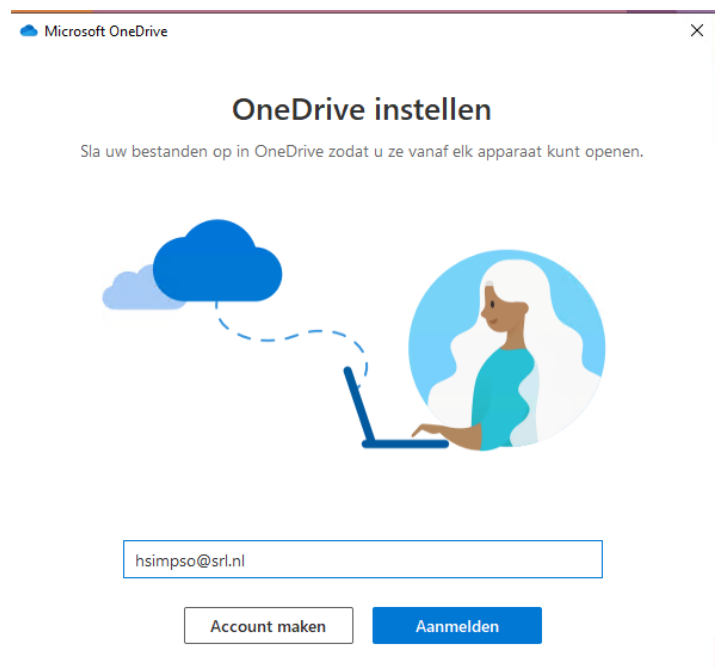 Microsoft OneDrive
OneDrive instellen
Sla uw bestanden op in OneDrive zodat u ze vanaf elk apparaat kunt openen.
hsimpso@srl.nl
Account maken
Aanmelden